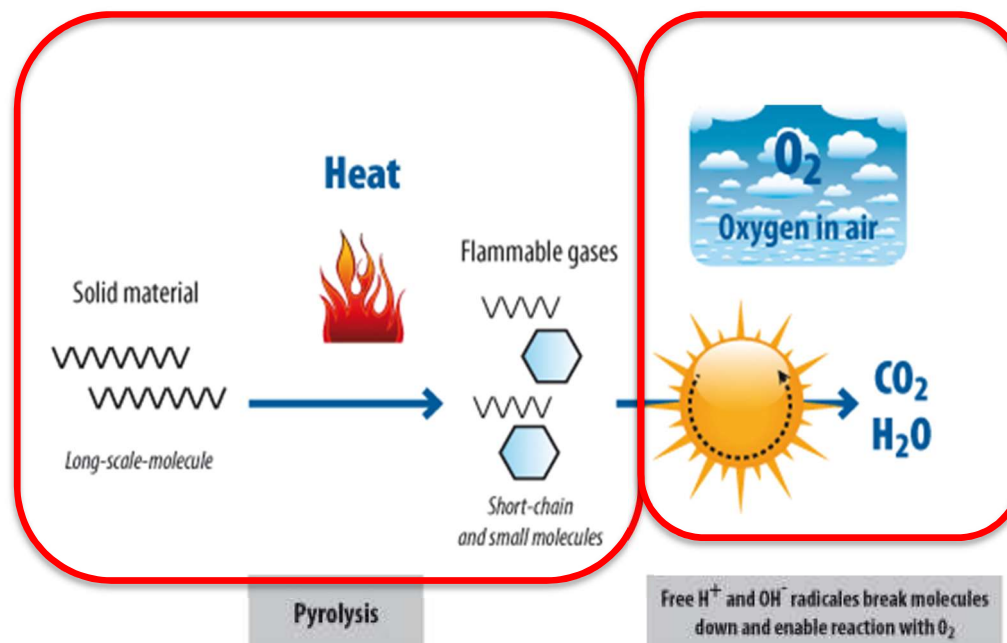 Heat
O₂
Oxygen in air
Flammable gases
Solid material
CO₂
H₂O
Long-scale-molecule
Short-chain
and small molecules
Pyrolysis
Free H⁺ and OH⁻ radicales break molecules
down and enable reaction with 0₂